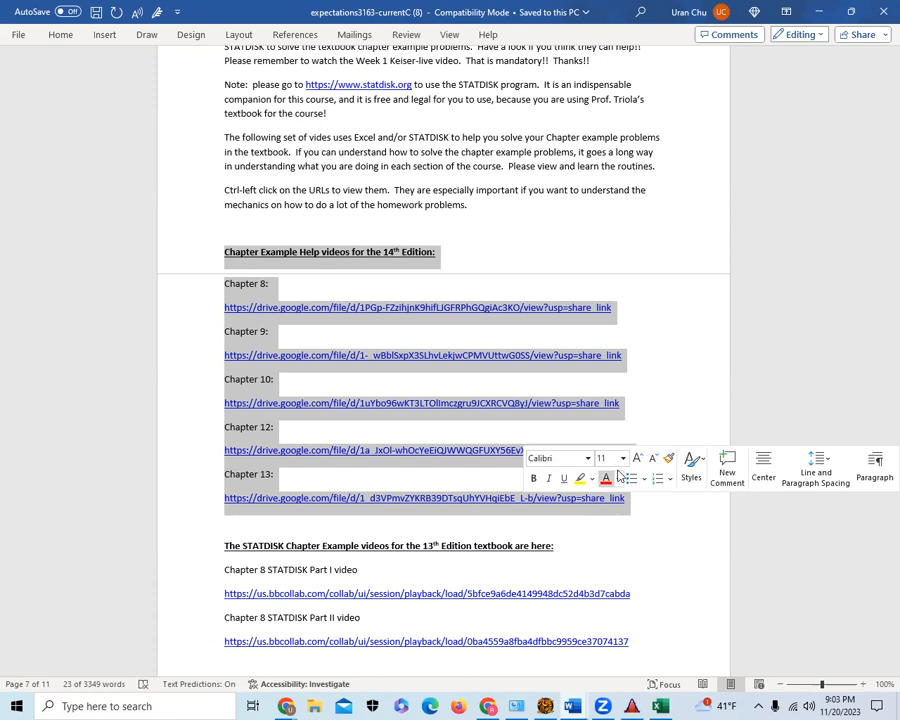 AutoSave Off expectations3163-currentC (8) - Compatibility Mode • Saved to this PC Uran Chu UC
File Home Insert Draw Design Layout References Mailings Review View Help Comments Editing Share
STATDISK to solve the textbook chapter example problems. Have a look if you think they can help!!
Please remember to watch the Week 1 Keiser-live video. That is mandatory!! Thanks!!
Note: please go to https://www.statdisk.org to use the STATDISK program. It is an indispensable
companion for this course, and it is free and legal for you to use, because you are using Prof. Triola's
textbook for the course!
The following set of vides uses Excel and/or STATDISK to help you solve your Chapter example problems
in the textbook. If you can understand how to solve the chapter example problems, it goes a long way
in understanding what you are doing in each section of the course. Please view and learn the routines.
Ctrl-left click on the URLs to view them. They are especially important if you want to understand the
mechanics on how to do a lot of the homework problems.
Chapter Example Help videos for the 14th Edition:
Chapter 8:
https://drive.google.com/file/d/1PGp-FZzihjnK9hifLJGFRPhGQgiAc3KO/view?usp=share_link
Chapter 9:
https://drive.google.com/file/d/1-_wBblSxpX3SLhvLekjwCPMVUttwG0SS/view?usp=share_link
Chapter 10:
https://drive.google.com/file/d/1uYbo96wKT3LTOlImczgru9JCXRCVQ8yJ/view?usp=share_link
Chapter 12:
https://drive.google.com/file/d/1a_JxOl-whOcYeEiQJWWQGFUXY56EvX
Calibri 11
Styles New Comment Center Line and Paragraph Spacing Paragraph
Chapter 13:
https://drive.google.com/file/d/1_d3VPmvZYKRB39DTsqUhYVHqiEbE_L-b/view?usp=share_link
The STATDISK Chapter Example videos for the 13th Edition textbook are here:
Chapter 8 STATDISK Part I video
https://us.bbcollab.com/collab/ui/session/playback/load/5bfce9a6de4149948dc52d4b3d7cabda
Chapter 8 STATDISK Part II video
https://us.bbcollab.com/collab/ui/session/playback/load/0ba4559a8fba4dfbbc9959ce37074137
Page 7 of 11 23 of 3349 words Text Predictions: On Accessibility: Investigate Focus 100%
Type here to search 41°F 9:03 PM
11/20/2023